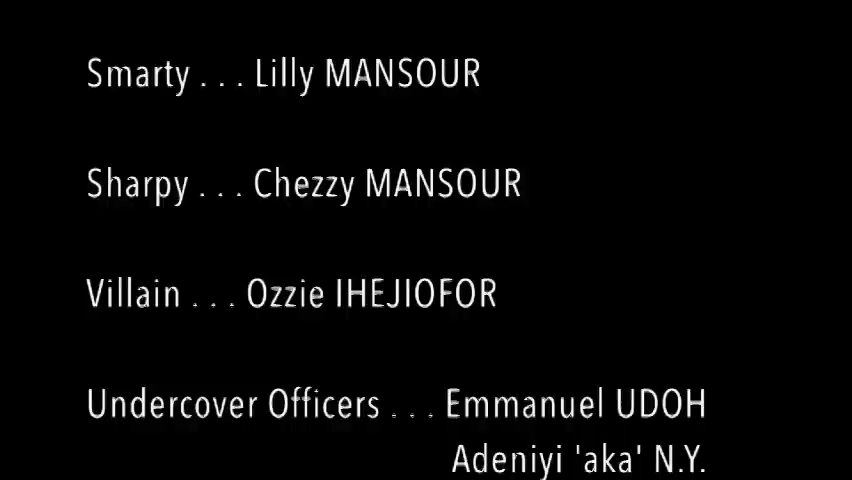 Smarty . . . Lilly MANSOUR
Sharpy . . . Chezzy MANSOUR
Villain . . . Ozzie IHEJIOFOR
Undercover Officers . . . Emmanuel UDOH
Adeniyi 'aka' N.Y.